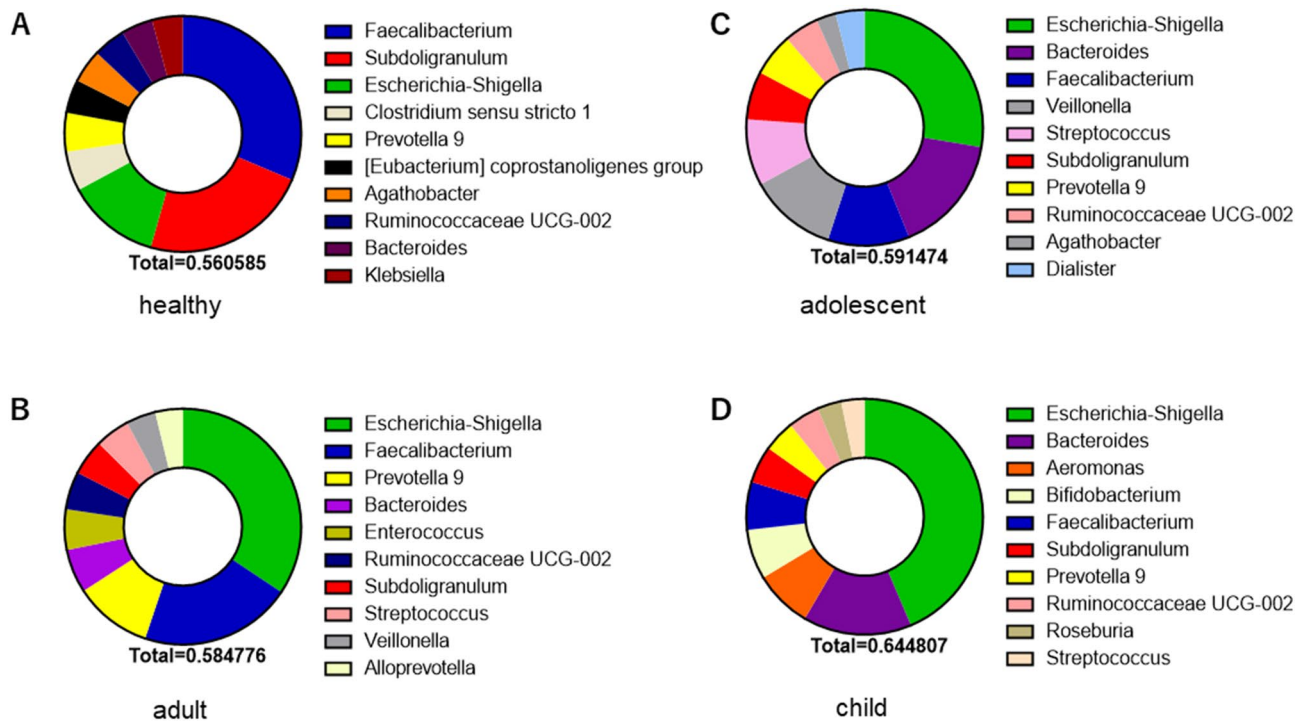 A
Faecalibacterium
Subdoligranulum
Escherichia-Shigella
Clostridium sensu stricto 1
Prevotella 9
[Eubacterium] coprostanoligenes group
Agathobacter
Ruminococcaceae UCG-002
Bacteroides
Klebsiella
Total=0.560585
healthy
C
Escherichia-Shigella
Bacteroides
Faecalibacterium
Veillonella
Streptococcus
Subdoligranulum
Prevotella 9
Ruminococcaceae UCG-002
Agathobacter
Dialister
Total=0.591474
adolescent
B
Escherichia-Shigella
Faecalibacterium
Prevotella 9
Bacteroides
Enterococcus
Ruminococcaceae UCG-002
Subdoligranulum
Streptococcus
Veillonella
Alloprevotella
Total=0.584776
adult
D
Escherichia-Shigella
Bacteroides
Aeromonas
Bifidobacterium
Faecalibacterium
Subdoligranulum
Prevotella 9
Ruminococcaceae UCG-002
Roseburia
Streptococcus
Total=0.644807
child